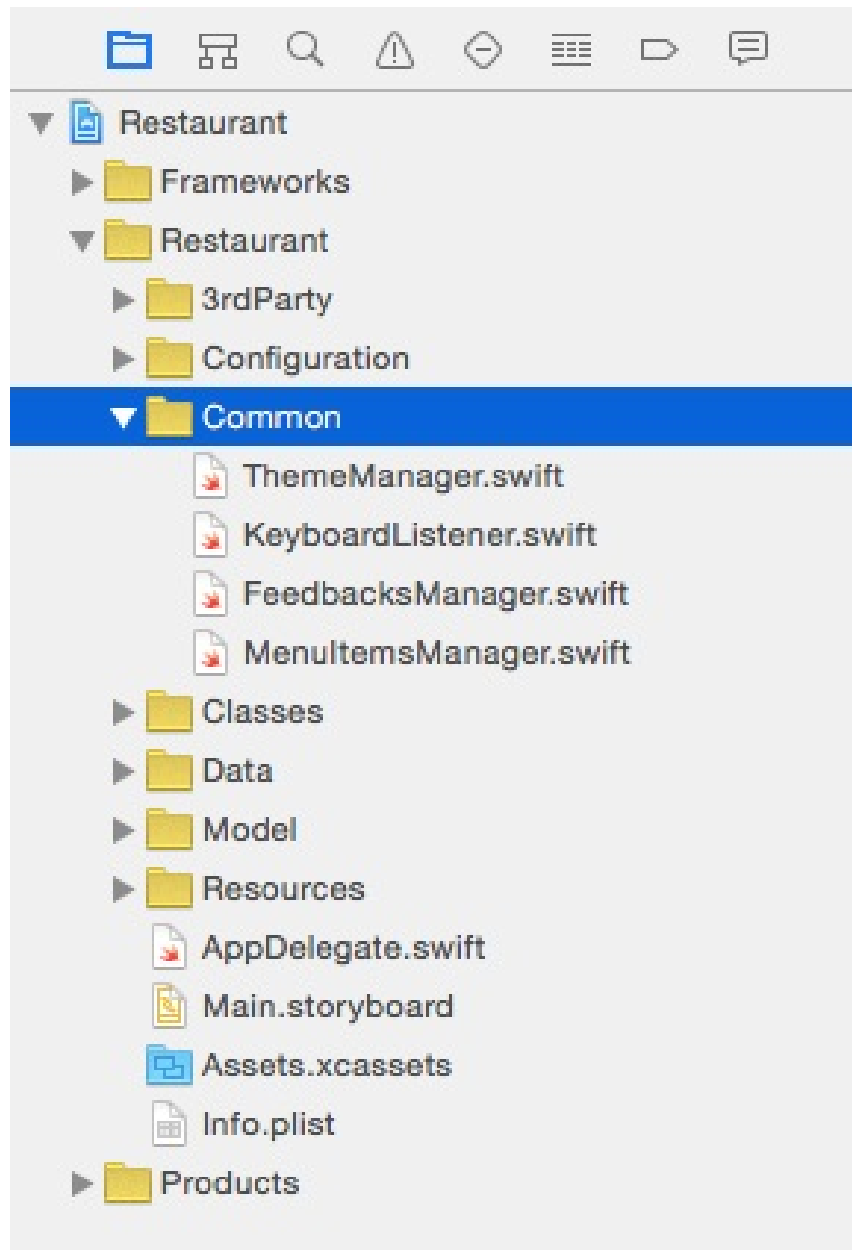 Restaurant
Frameworks
Restaurant
3rdParty
Configuration
Common
ThemeManager.swift
KeyboardListener.swift
FeedbacksManager.swift
MenuItemsManager.swift
Classes
Data
Model
Resources
AppDelegate.swift
Main.storyboard
Assets.xcassets
Info.plist
Products